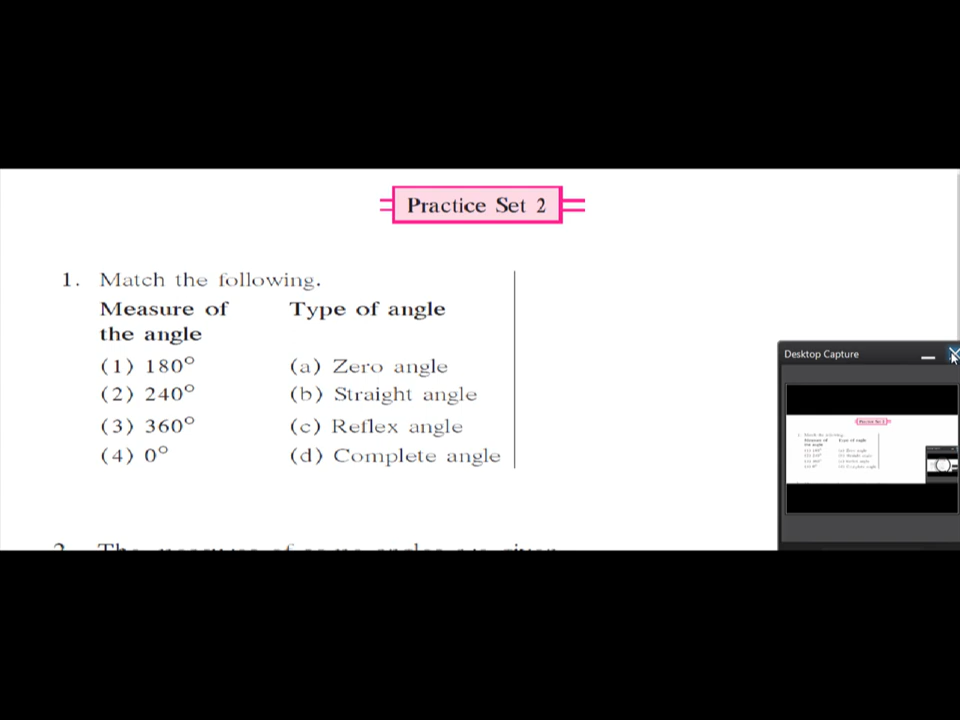 Practice Set 2
1. Match the following.
Measure of the angle Type of angle
(1) 180° (a) Zero angle
(2) 240° (b) Straight angle
(3) 360° (c) Reflex angle
(4) 0° (d) Complete angle
Desktop Capture